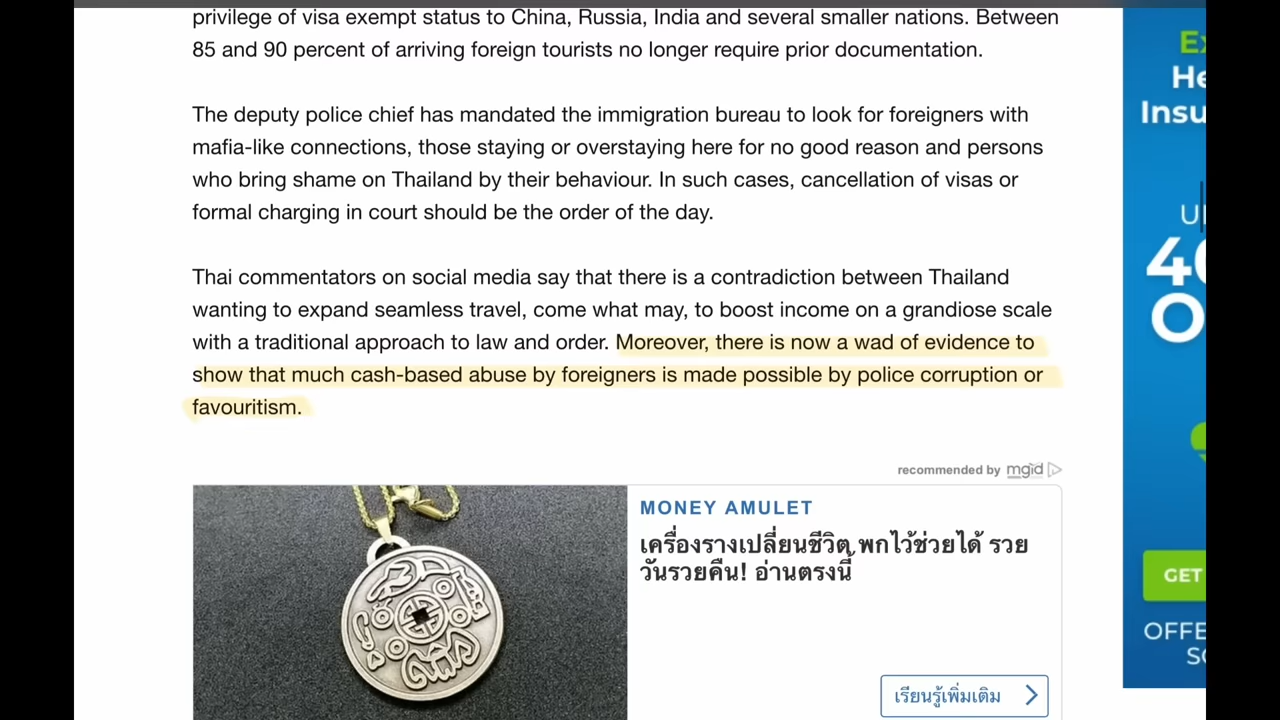 privilege of visa exempt status to China, Russia, India and several smaller nations. Between
85 and 90 percent of arriving foreign tourists no longer require prior documentation.
The deputy police chief has mandated the immigration bureau to look for foreigners with
mafia-like connections, those staying or overstaying here for no good reason and persons
who bring shame on Thailand by their behaviour. In such cases, cancellation of visas or
formal charging in court should be the order of the day.
Thai commentators on social media say that there is a contradiction between Thailand
wanting to expand seamless travel, come what may, to boost income on a grandiose scale
with a traditional approach to law and order. Moreover, there is now a wad of evidence to
show that much cash-based abuse by foreigners is made possible by police corruption or
favouritism.
recommended by mgid
MONEY AMULET
เครื่องรางเปลี่ยนชีวิต พกไว้ช่วยได้ รวย
วันรวยคืน! อ่านตรงนี้
เรียนรู้เพิ่มเติม
Ex
He
Insu
U
40
O
GET
OFFE
SC